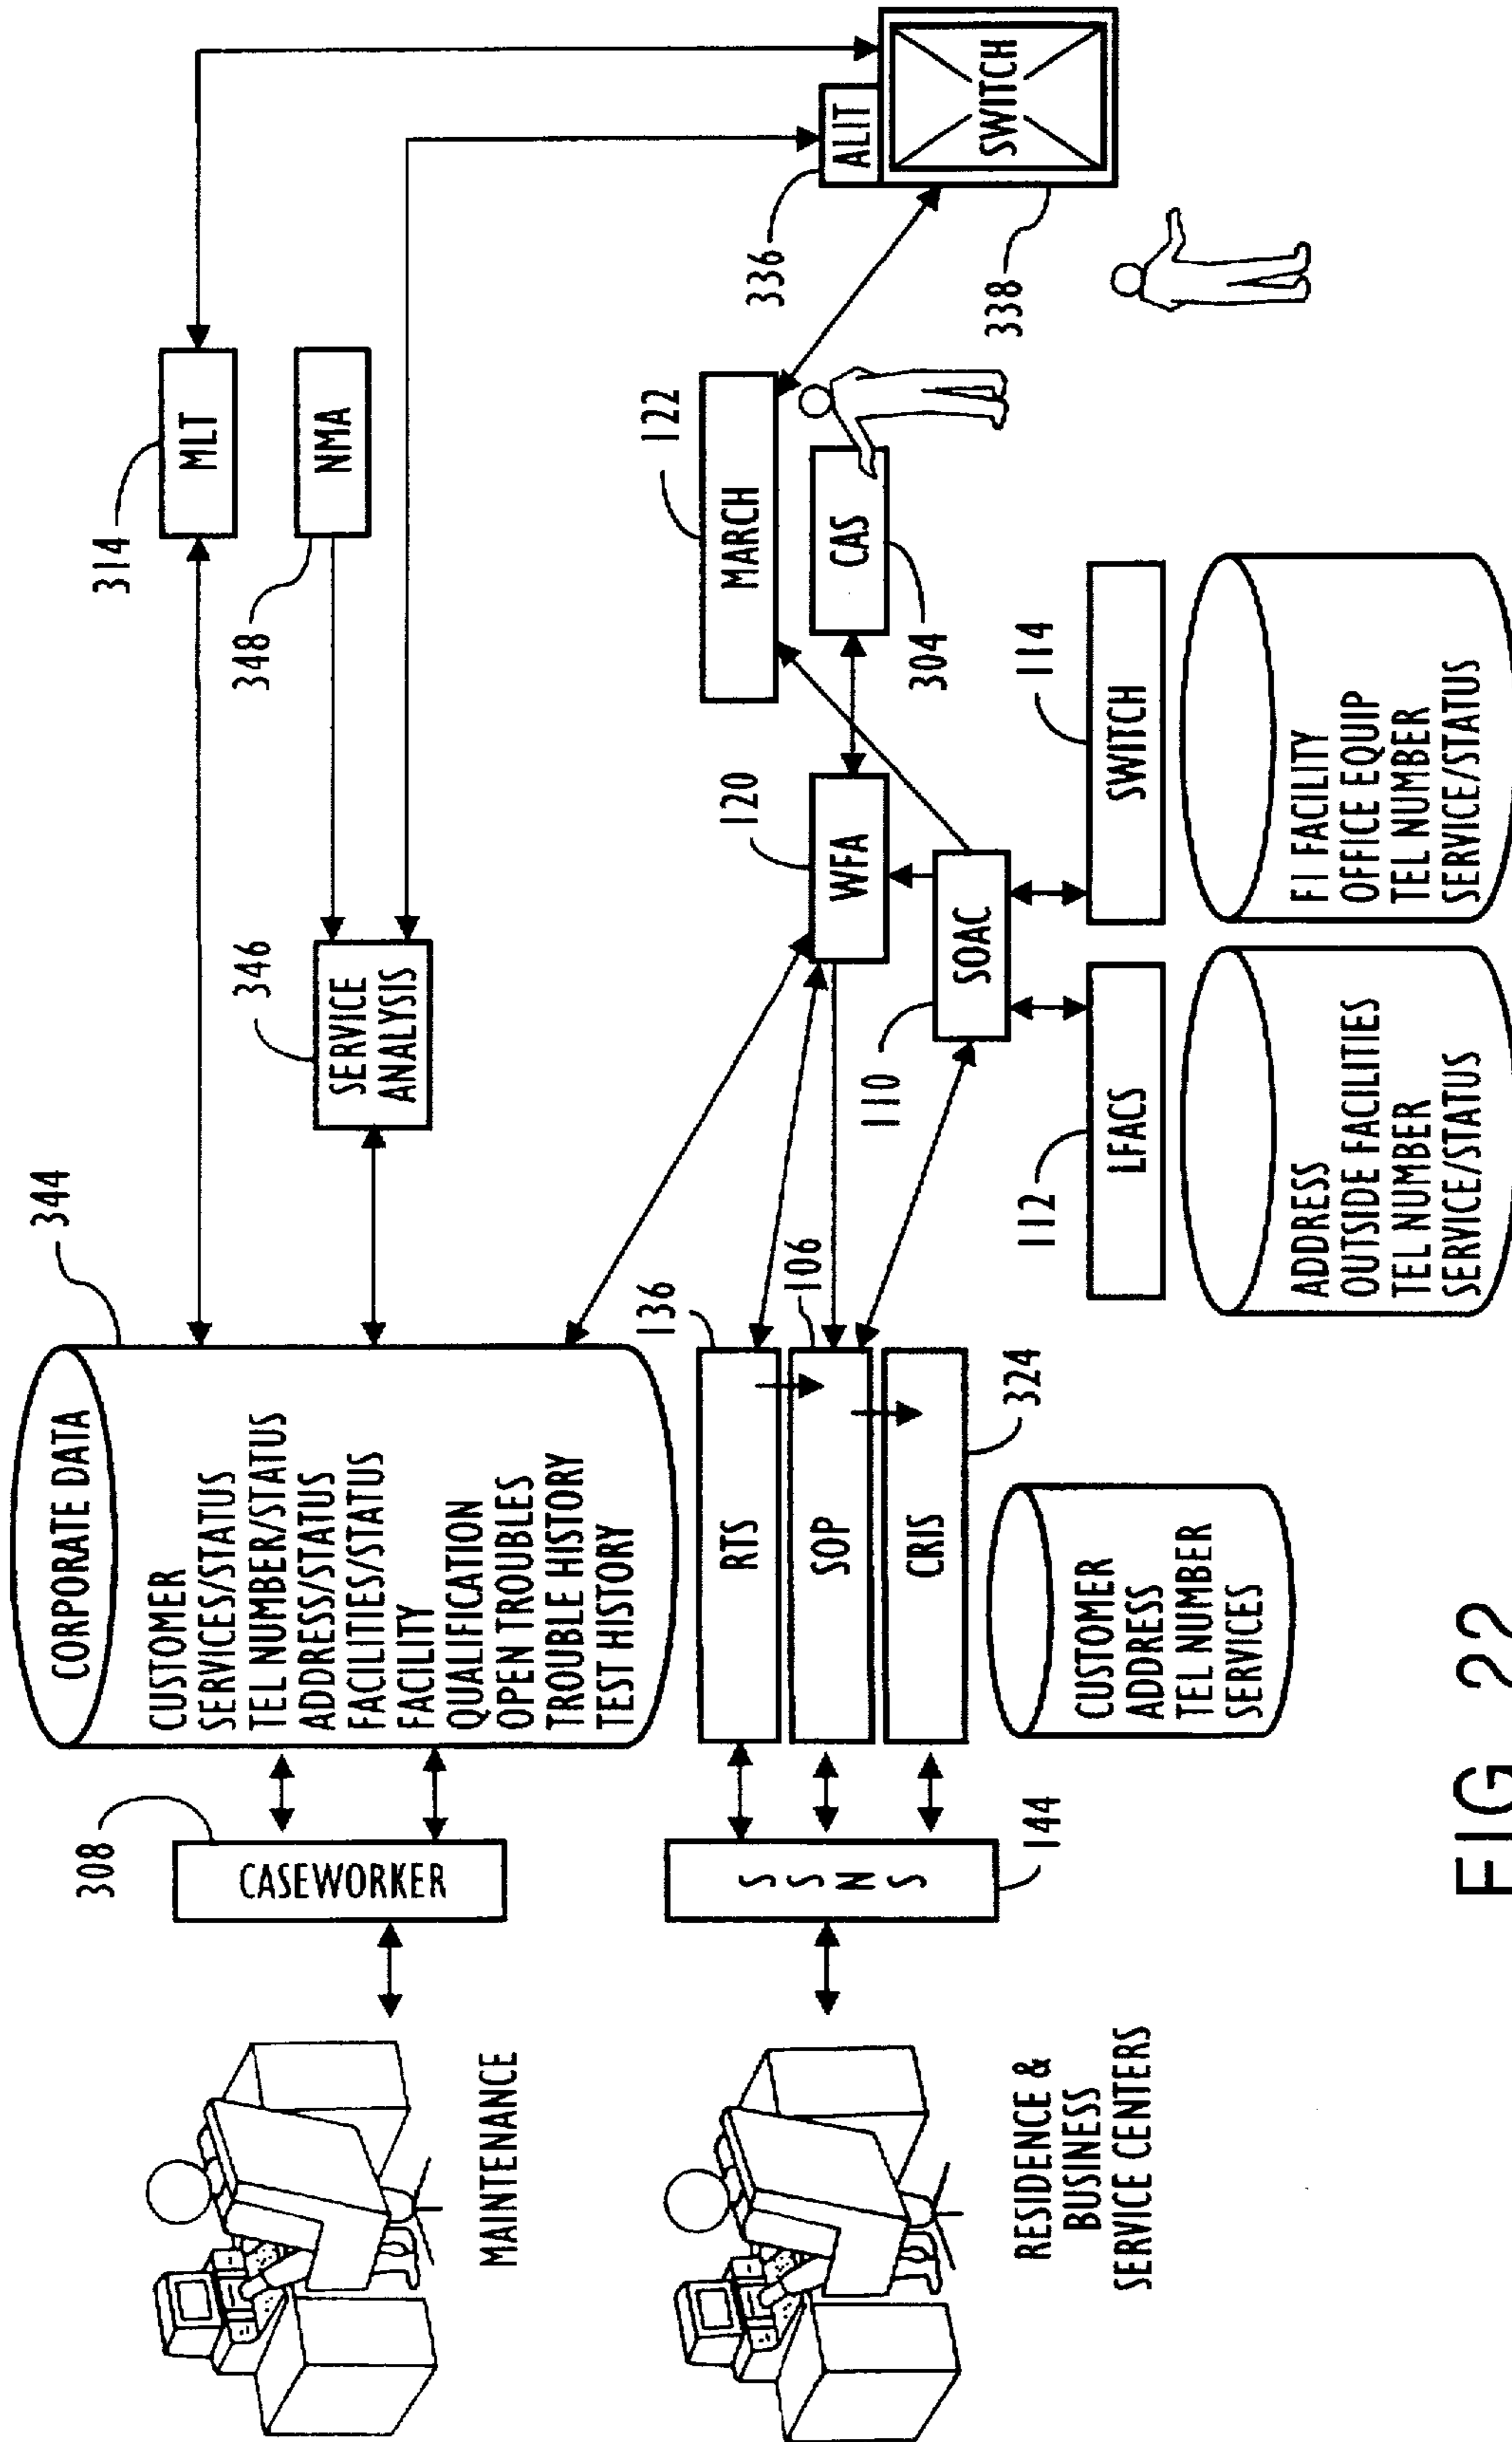 344
CORPORATE DATA
CUSTOMER
SERVICES/STATUS
TEL NUMBER/STATUS
ADDRESS/STATUS
FACILITIES/STATUS
FACILITY
QUALIFICATION
OPEN TROUBLES
TROUBLE HISTORY
TEST HISTORY
308
CASEWORKER
MAINTENANCE
314
MLT
348
NMA
346
SERVICE
ANALYSIS
336
ALIT
SWITCH
338
122
MARCH
CAS
304
120
WFA
110
SOAC
136
RTS
106
SOP
CRIS
324
SSNS
144
RESIDENCE &
BUSINESS
SERVICE CENTERS
CUSTOMER
ADDRESS
TEL NUMBER
SERVICES
112
LFACS
ADDRESS
OUTSIDE FACILITIES
TEL NUMBER
SERVICE/STATUS
114
SWITCH
F1 FACILITY
OFFICE EQUIP
TEL NUMBER
SERVICE/STATUS
FIG 22